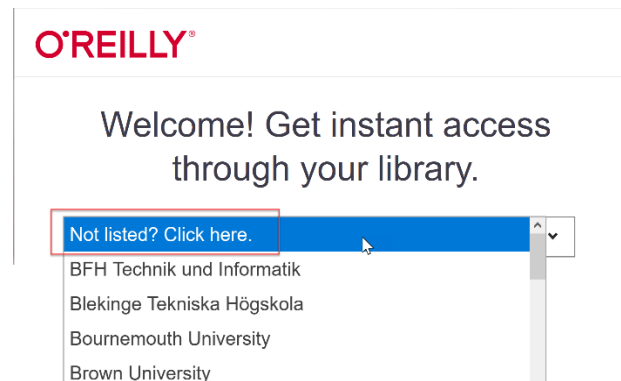 O'REILLY®
Welcome! Get instant access
through your library.
Not listed? Click here.
BFH Technik und Informatik
Blekinge Tekniska Högskola
Bournemouth University
Brown University